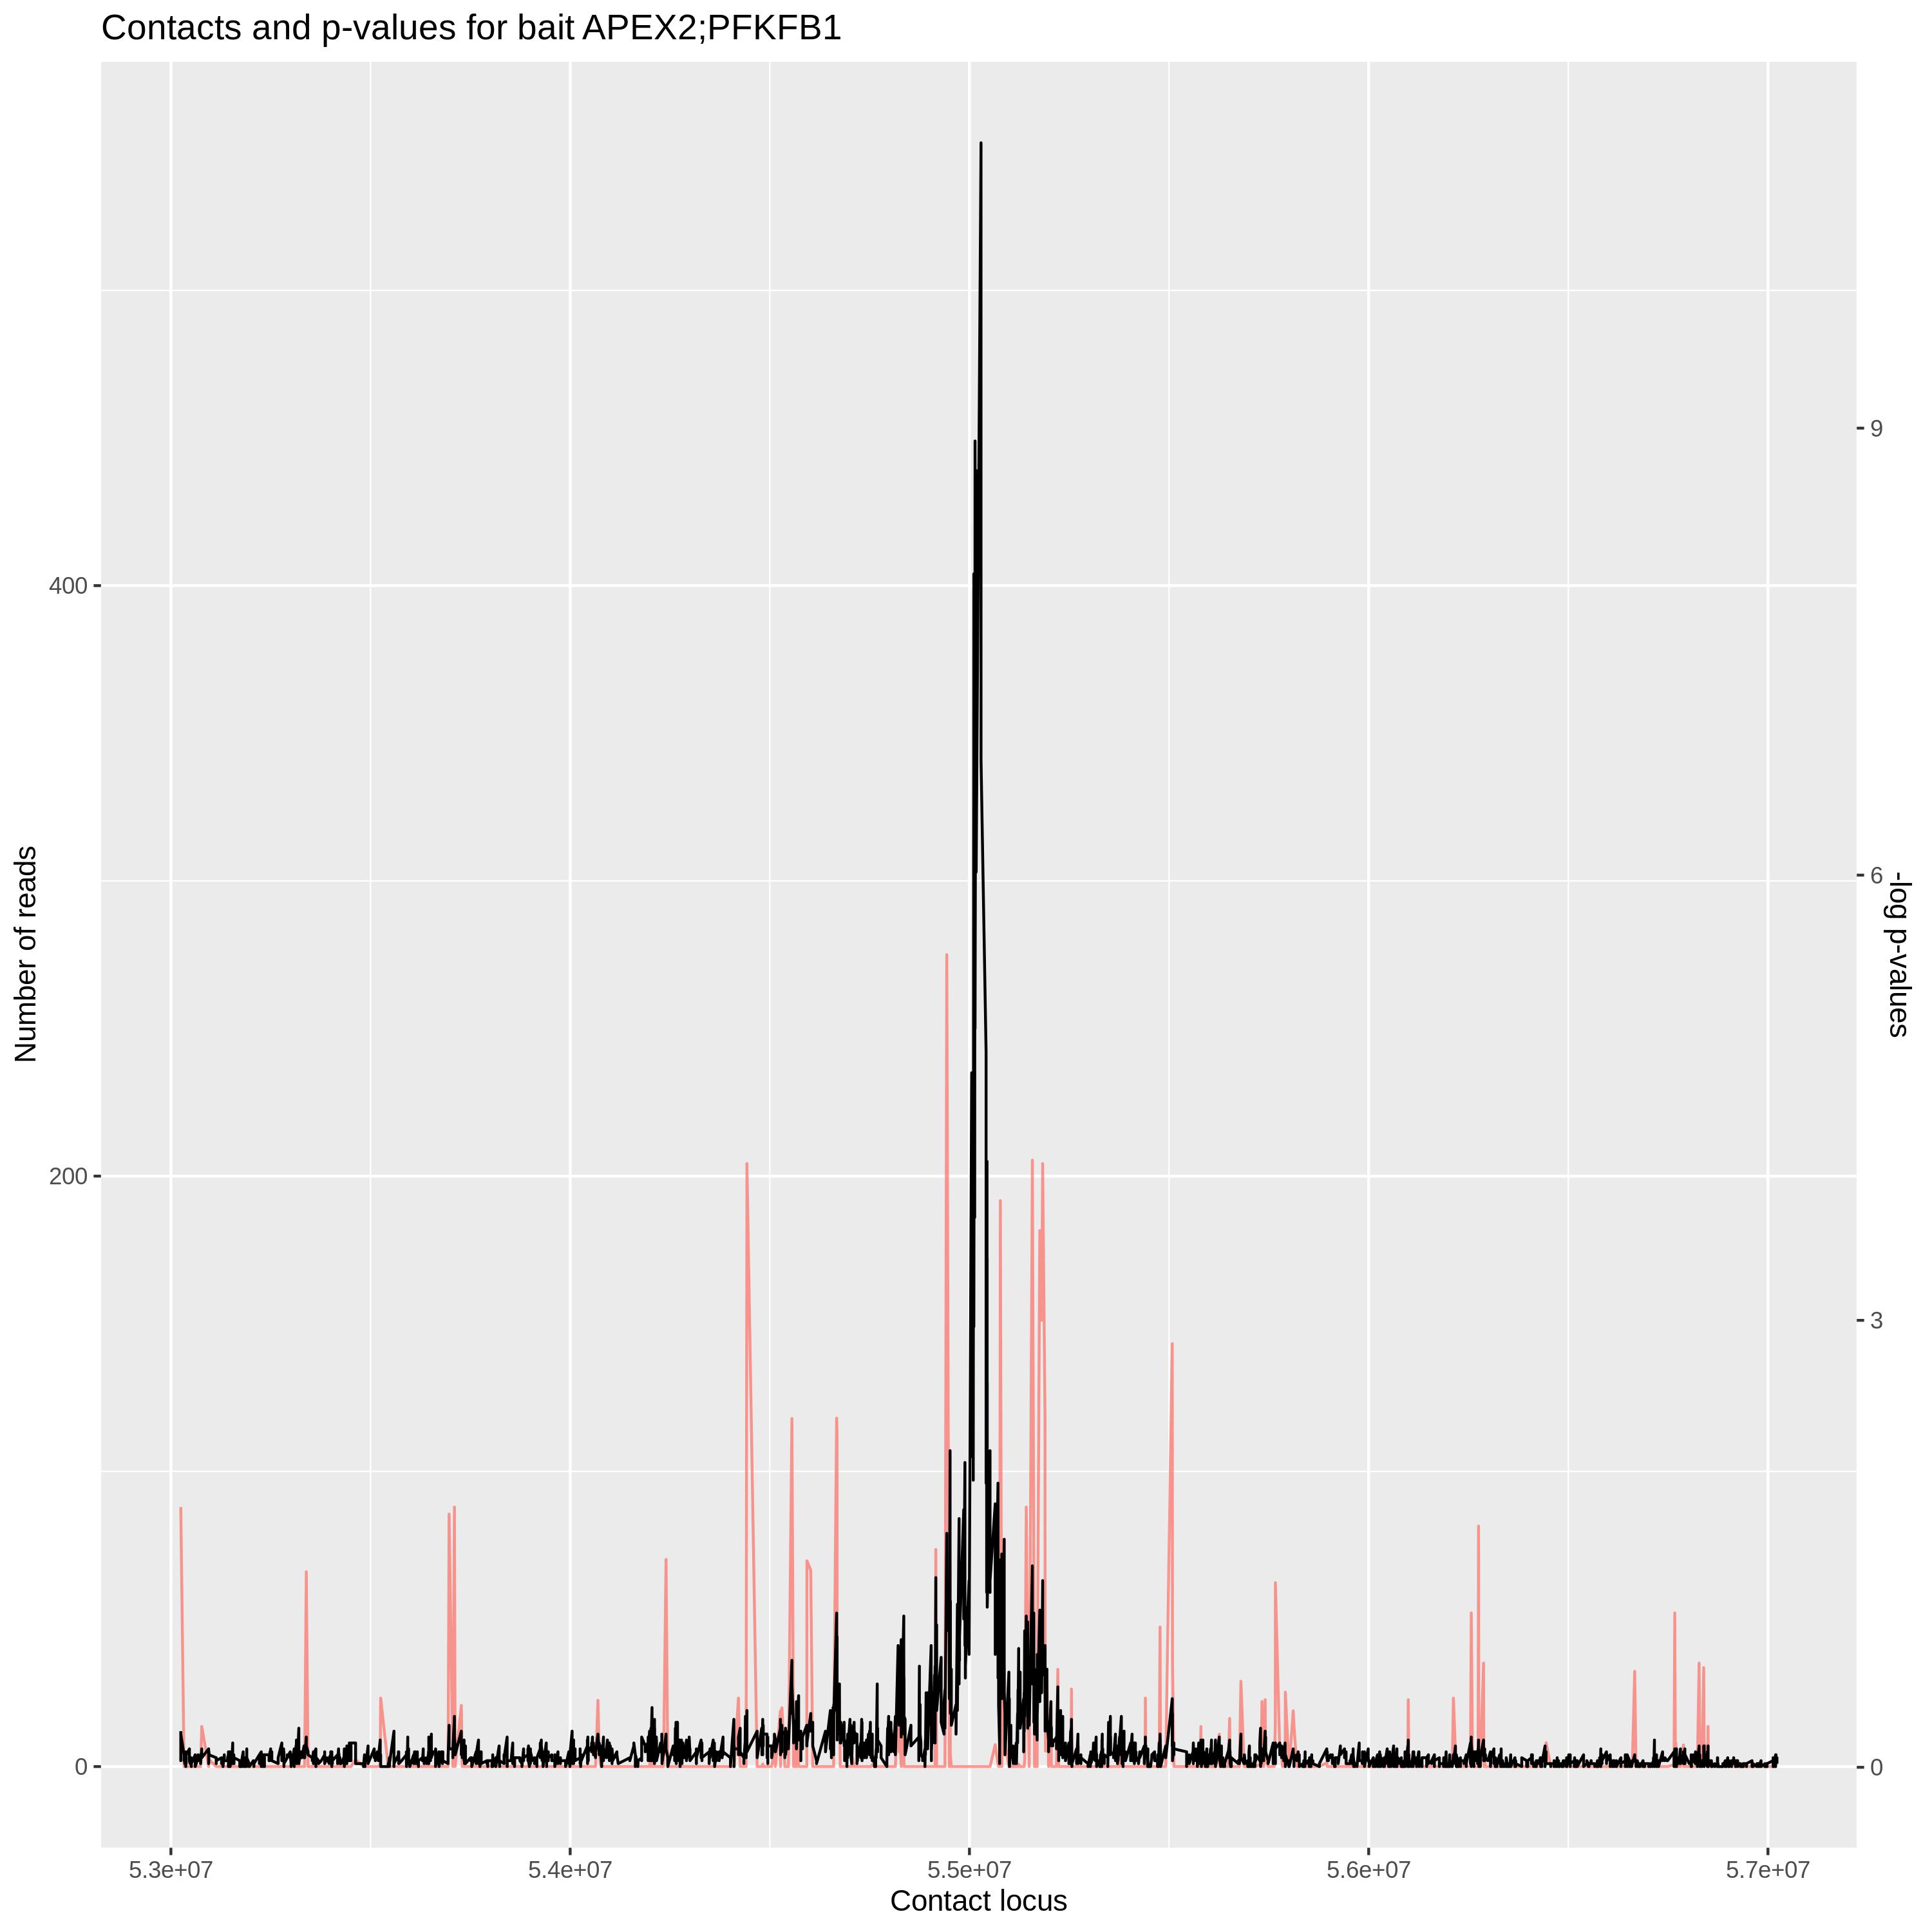 Contacts and p-values for bait APEX2;PFKFB1
Number of reads
400
200
0
9
6
3
0
-log p-values
5.3e+07
5.4e+07
5.5e+07
5.6e+07
5.7e+07
Contact locus